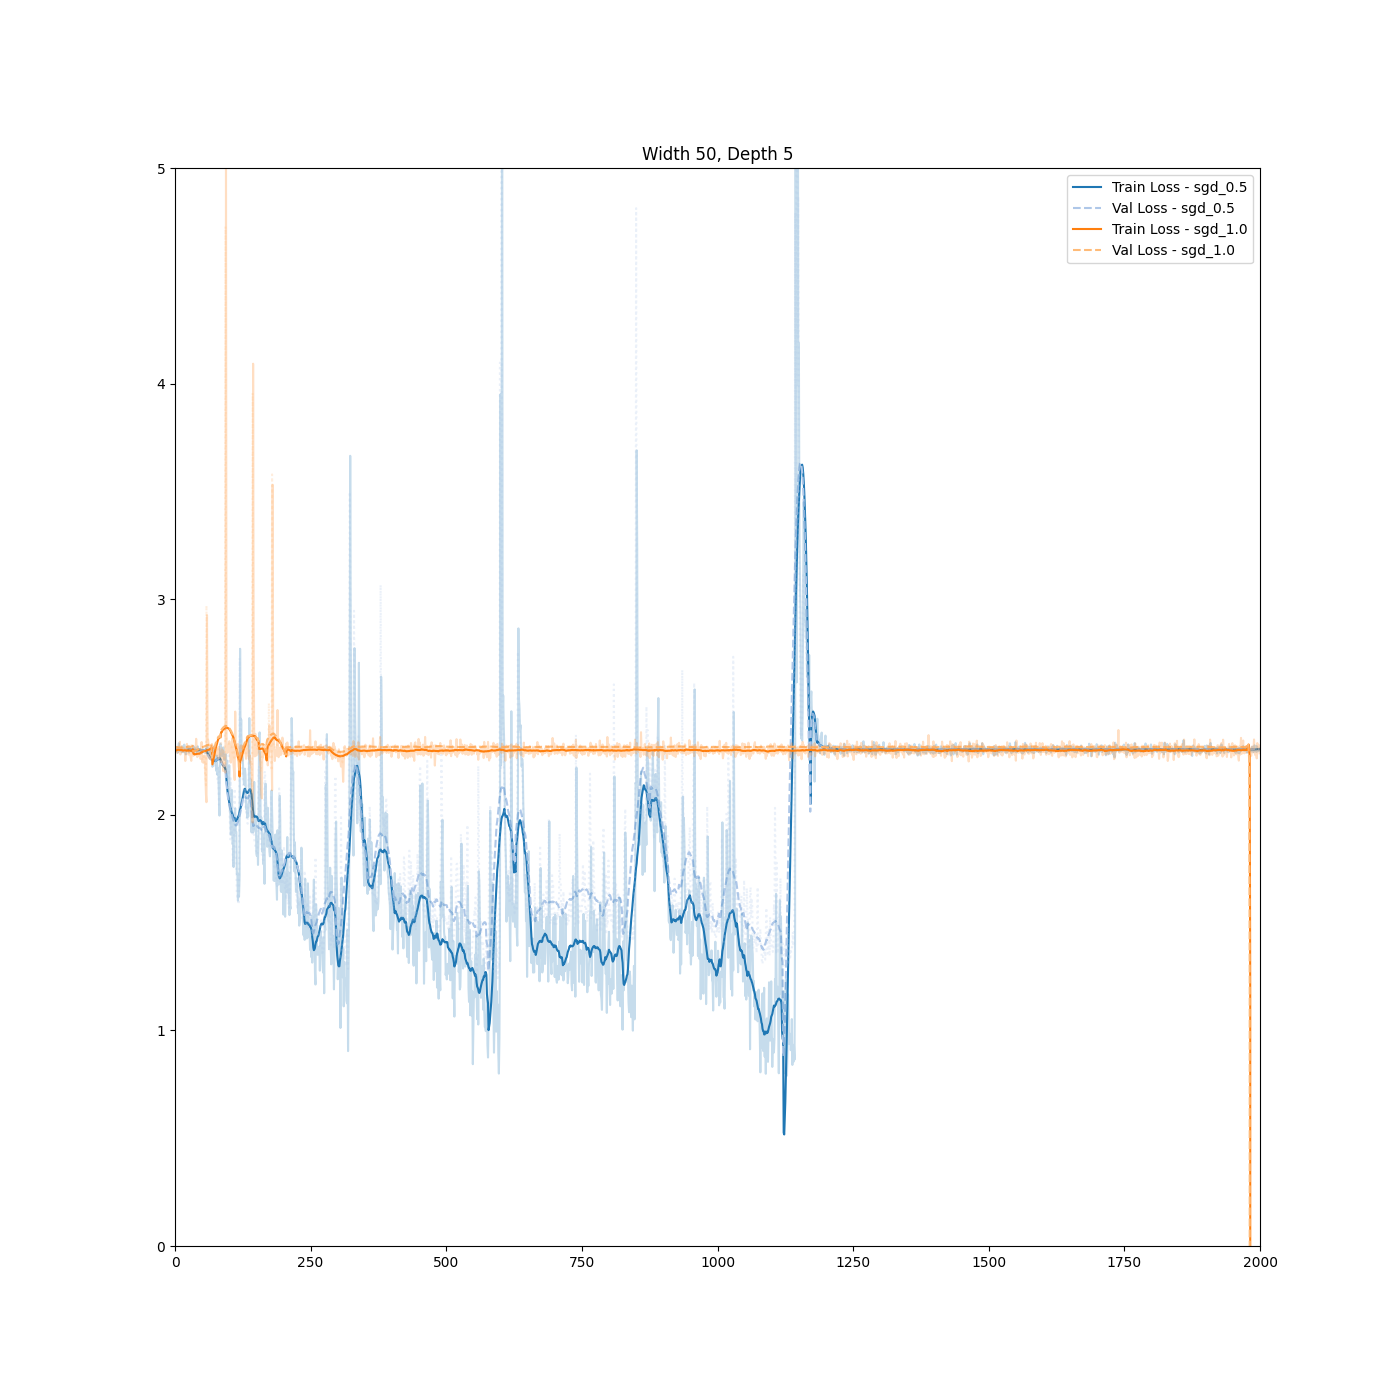 Width 50, Depth 5
5
4
3
2
1
0
Train Loss - sgd_0.5
Val Loss - sgd_0.5
Train Loss - sgd_1.0
Val Loss - sgd_1.0
0 250 500 750 1000 1250 1500 1750 2000